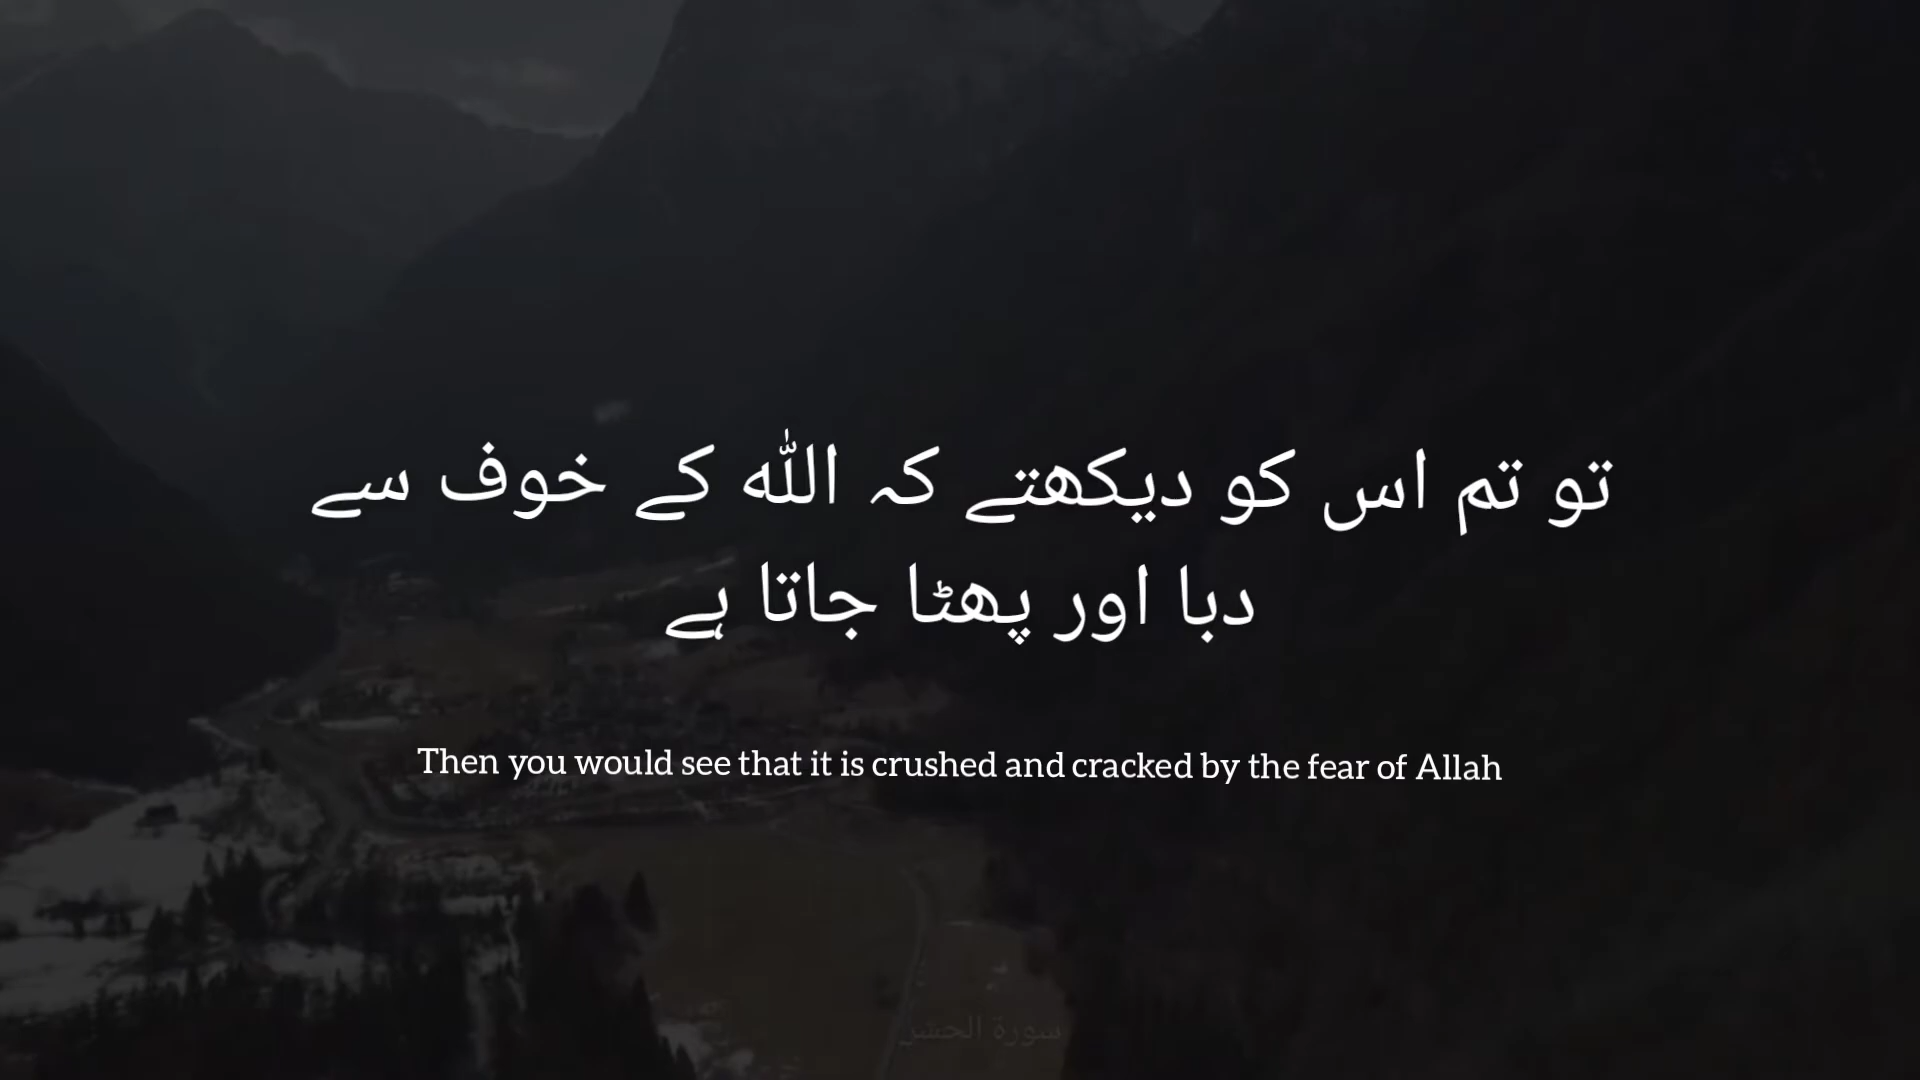 تو تم اس کو دیکھتے کہ اللہ کے خوف سے
دبا اور پھٹا جاتا ہے
Then you would see that it is crushed and cracked by the fear of Allah
سورة الحشر